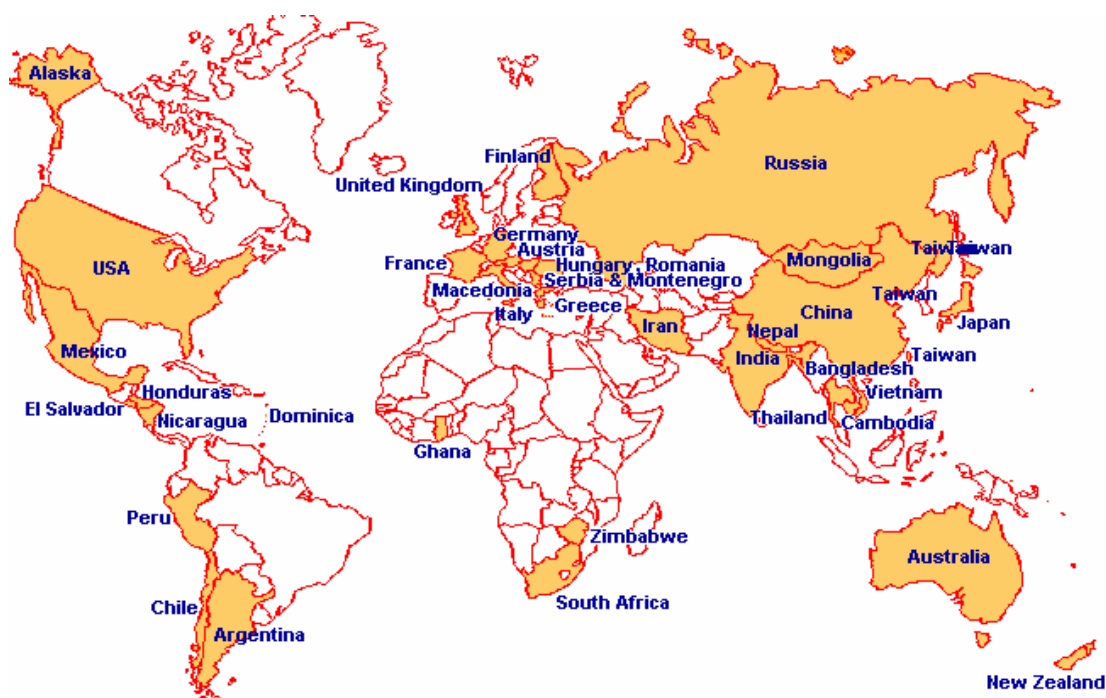 Alaska
Finland
Russia
United Kingdom
Germany
Austria
Taiwan
Taiwan
USA
France
Hungary
Romania
Mongolia
Serbia & Montenegro
Macedonia
Taiwan
Italy
Greece
China
Iran
Nepal
Japan
Mexico
India
Taiwan
Bangladesh
Honduras
Vietnam
El Salvador
Nicaragua
Dominica
Thailand
Cambodia
Ghana
Peru
Zimbabwe
Australia
South Africa
Chile
Argentina
New Zealand